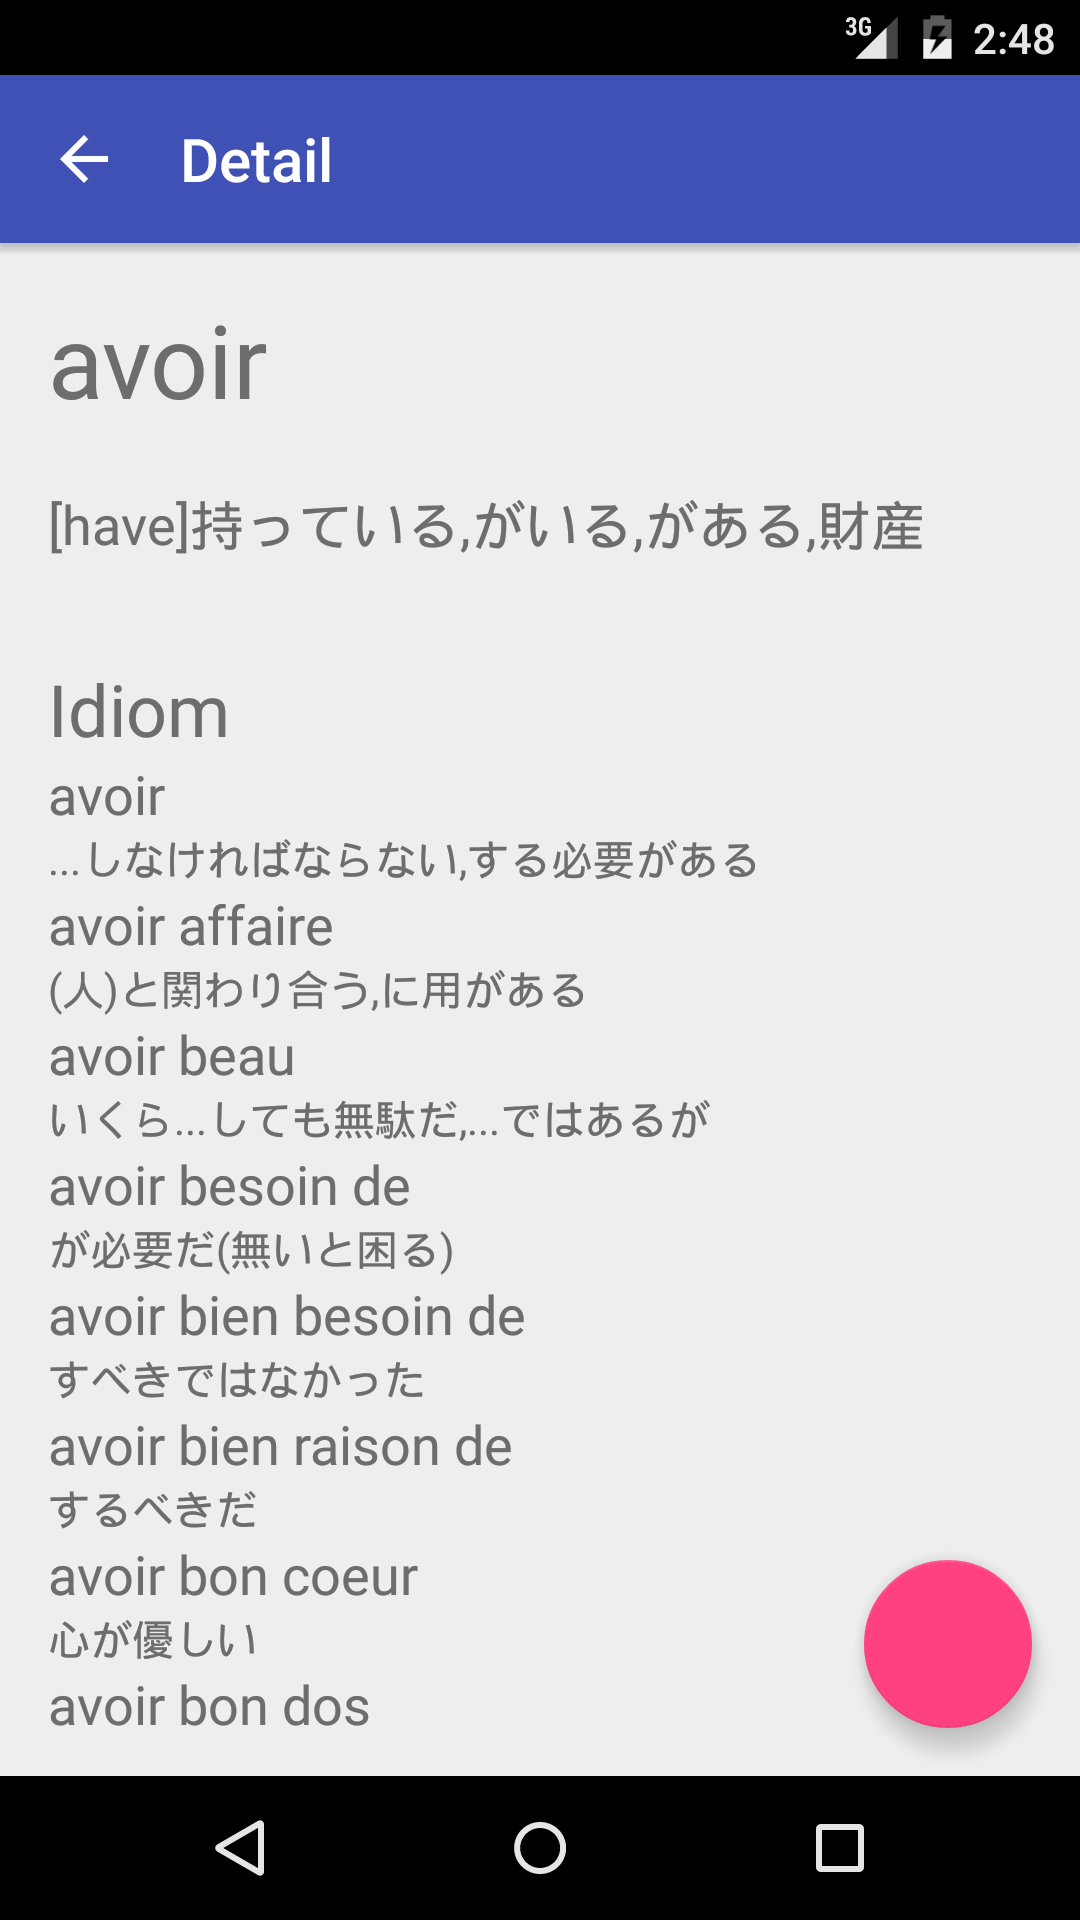 3G 2:48
Detail
avoir
[have]持っている,がいる,がある,財産
Idiom
avoir
...しなければならない,する必要がある
avoir affaire
(人)と関わり合う,に用がある
avoir beau
いくら...しても無駄だ,...ではあるが
avoir besoin de
が必要だ(無いと困る)
avoir bien besoin de
すべきではなかった
avoir bien raison de
するべきだ
avoir bon coeur
心が優しい
avoir bon dos